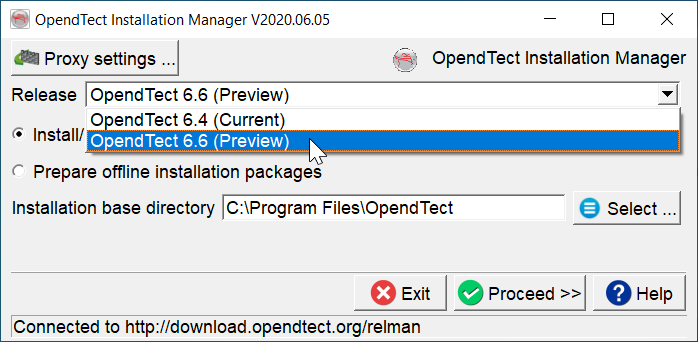 OpendTect Installation Manager V2020.06.05
Proxy settings ...
OpendTect Installation Manager
Release OpendTect 6.6 (Preview)
OpendTect 6.4 (Current)
Install/ OpendTect 6.6 (Preview)
Prepare offline installation packages
Installation base directory C:\Program Files\OpendTect Select ...
Exit Proceed >> Help
Connected to http://download.opendtect.org/relman